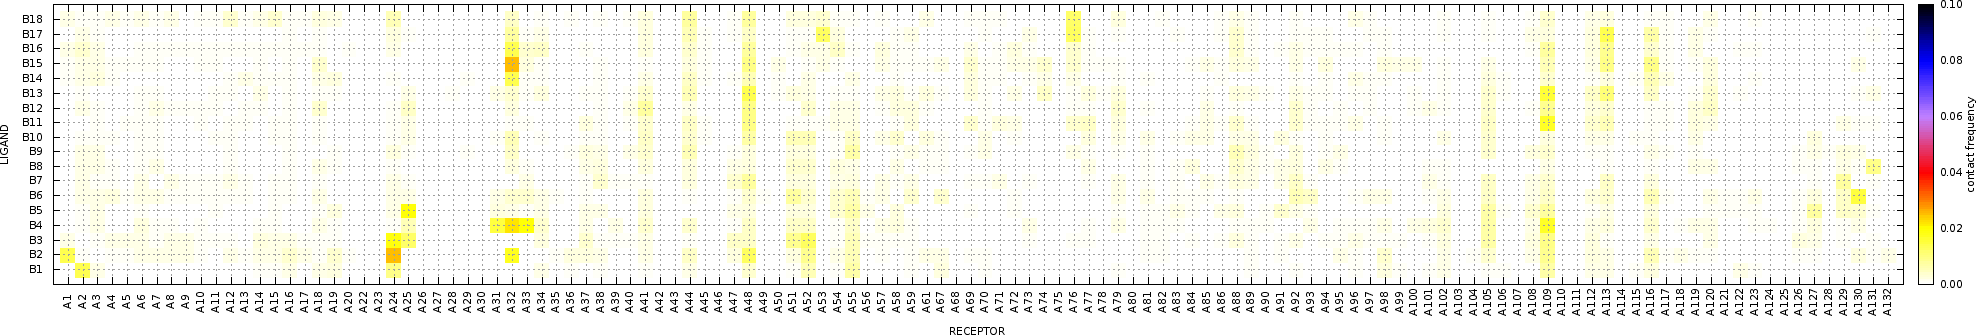 B18
B17
B16
B15
B14
B13
B12
B11
B10
B9
B8
B7
B6
B5
B4
B3
B2
B1
LIGAND
A1 A2 A3 A4 A5 A6 A7 A8 A9 A10 A11 A12 A13 A14 A15 A16 A17 A18 A19 A20 A21 A22 A23 A24 A25 A26 A27 A28 A29 A30 A31 A32 A33 A34 A35 A36 A37 A38 A39 A40 A41 A42 A43 A44 A45 A46 A47 A48 A49 A50 A51 A52 A53 A54 A55 A56 A57 A58 A59 A61 A67 A68 A69 A70 A71 A72 A73 A74 A75 A76 A77 A78 A79 A80 A81 A82 A83 A84 A85 A86 A88 A89 A90 A91 A92 A93 A94 A95 A96 A97 A98 A99 A100 A101 A102 A103 A104 A105 A106 A107 A108 A109 A110 A111 A112 A113 A114 A115 A116 A117 A118 A119 A120 A121 A122 A123 A124 A125 A126 A127 A128 A129 A130 A131 A132
RECEPTOR
0.10
0.08
0.06
0.04
0.02
0.00
contact frequency